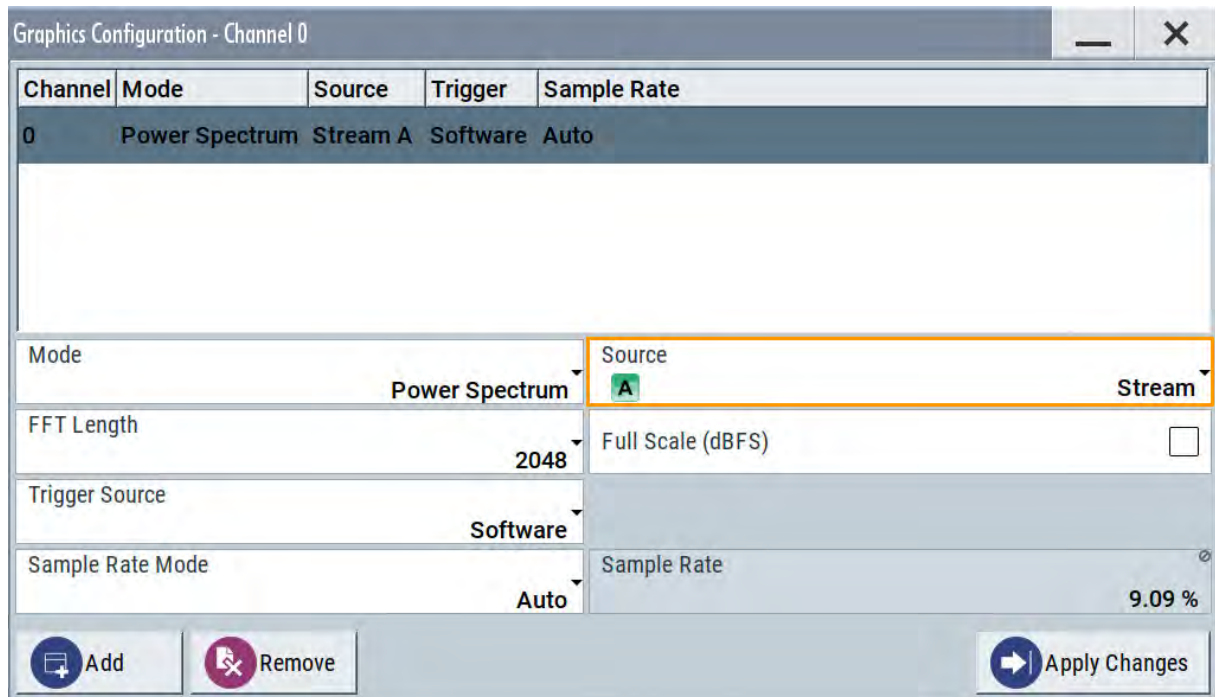 Graphics Configuration - Channel 0
Channel Mode Source Trigger Sample Rate
0 Power Spectrum Stream A Software Auto
Mode
Power Spectrum
Source
A Stream
FFT Length
2048
Full Scale (dBFS)
Trigger Source
Software
Sample Rate Mode
Auto
Sample Rate
9.09 %
Add Remove Apply Changes